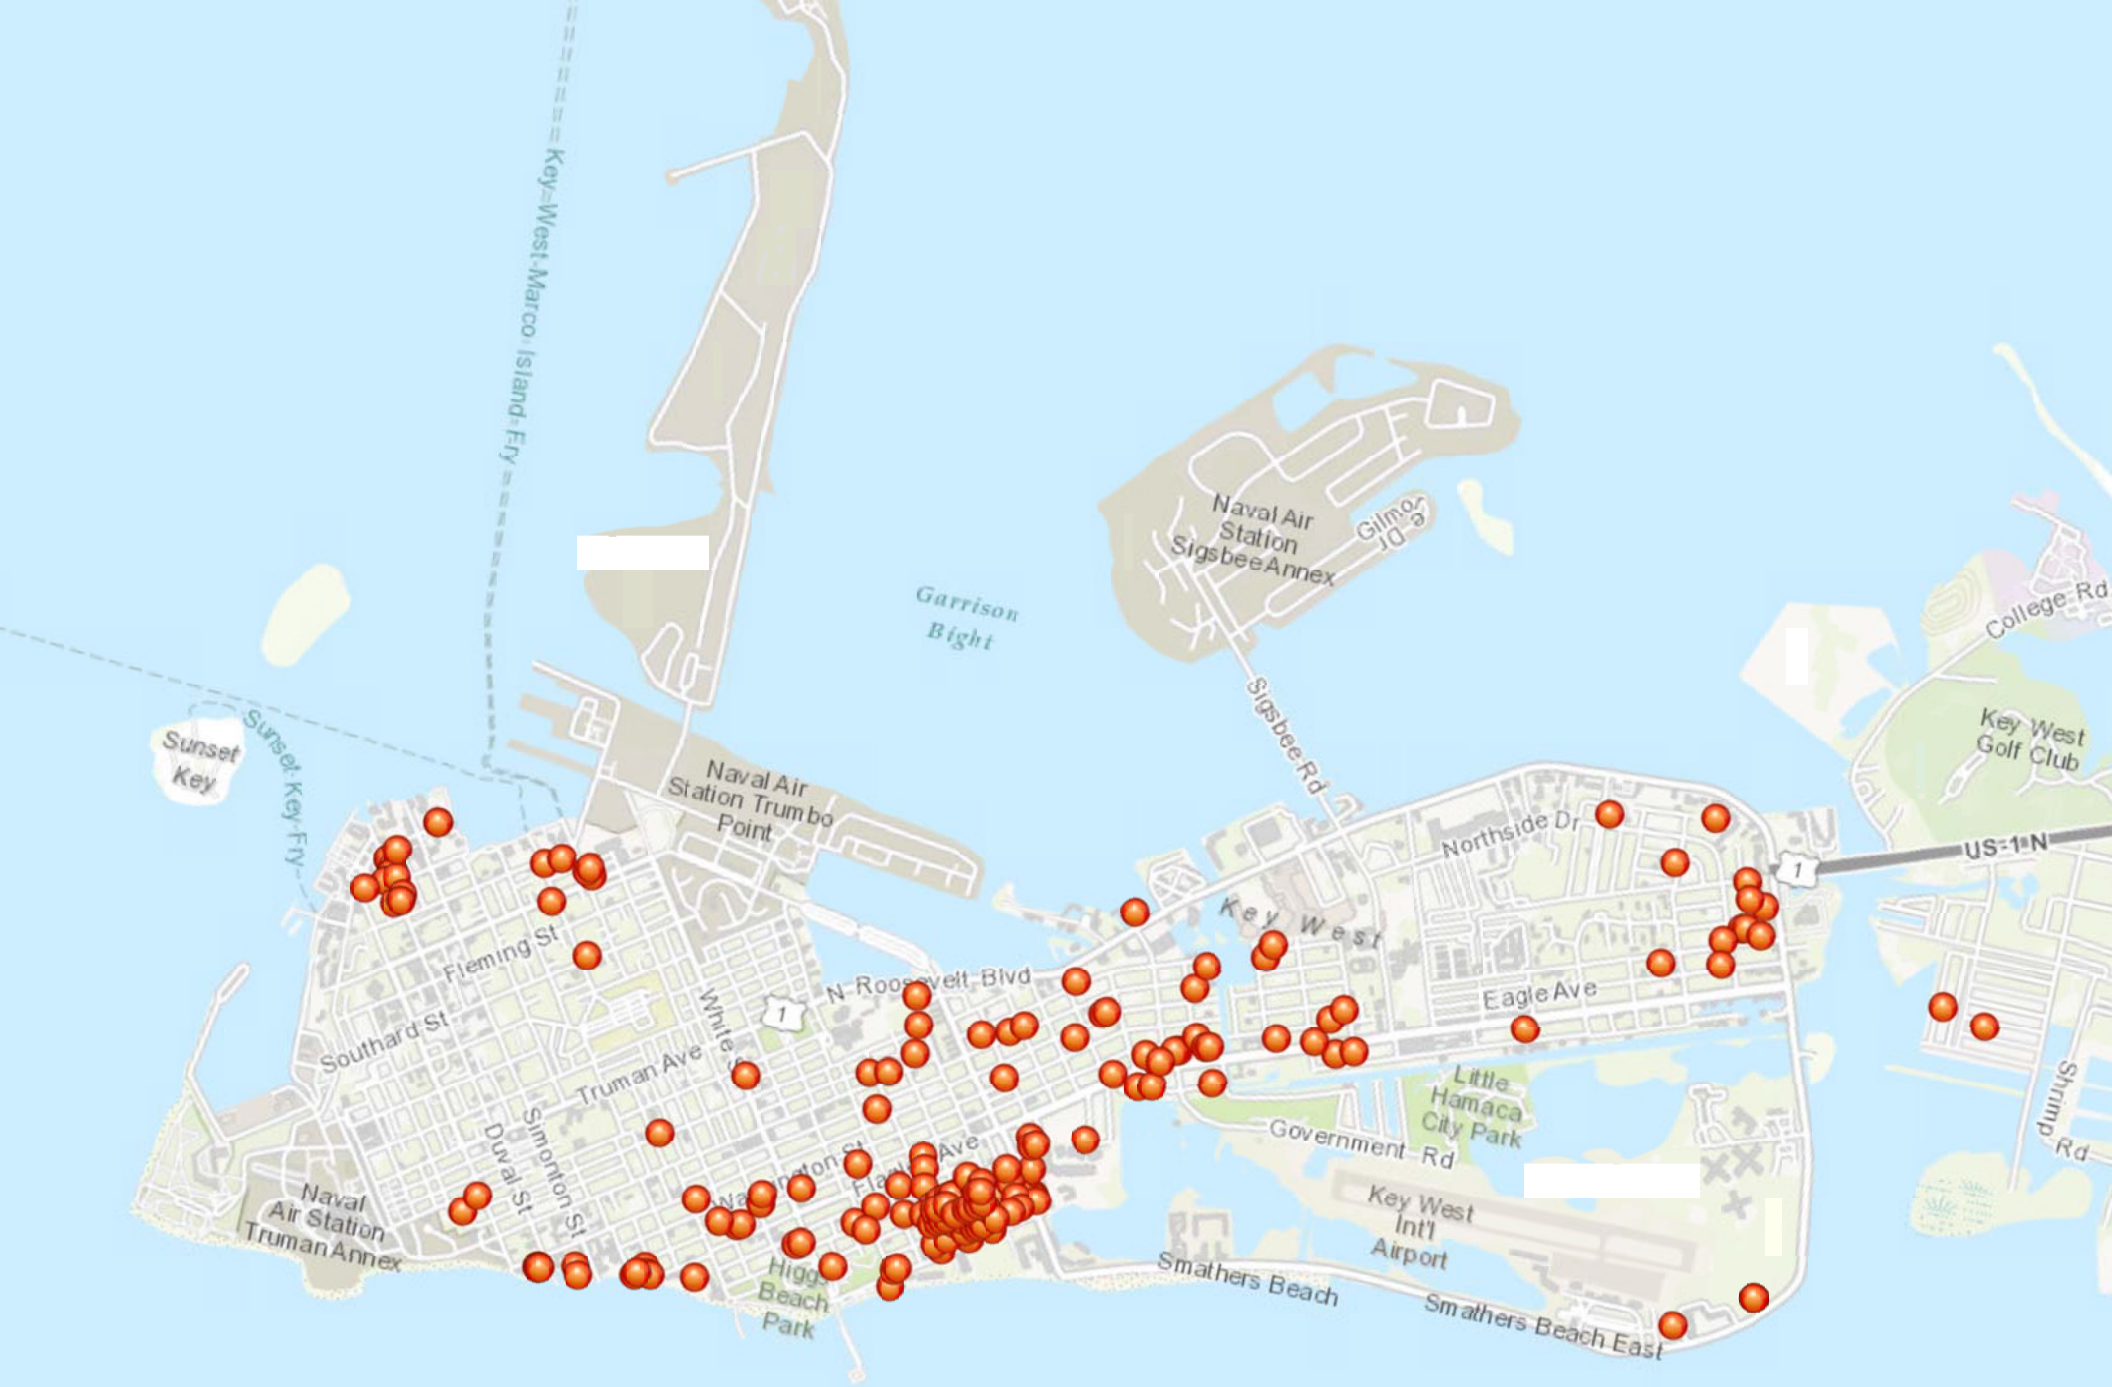 Key-West-Marco-Island-Fry
Naval Air
Station
Sigsbee Annex
Gilmor
e Dr
Garrison
Bight
College Rd
Sigsbee Rd
Key West
Golf Club
Sunset
Key
Sunset-Key-Fry
Naval Air
Station Trumbo
Point
Northside Dr
US-1 N
1
Key West
Fleming St
N Roosevelt Blvd
Eagle Ave
White S
1
Southard St
Truman Ave
Little
Hamaca
City Park
Shrimp Rd
Simonton St
Duval St
Government Rd
Washington St
Flagler Ave
Naval
Air Station
Truman Annex
Key West
Int'l
Airport
Higgs
Beach
Park
Smathers Beach
Smathers Beach East